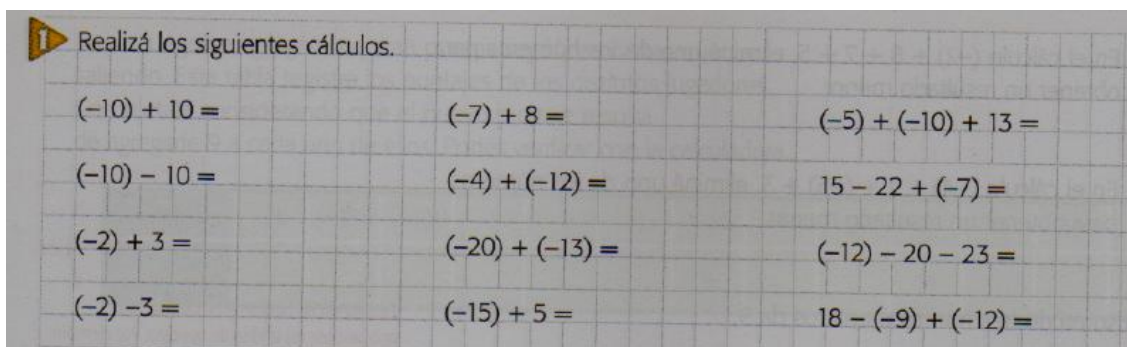 1 Realizá los siguientes cálculos.
(–10) + 10 =
(–10) – 10 =
(–2) + 3 =
(–2) –3 =
(–7) + 8 =
(–4) + (–12) =
(–20) + (–13) =
(–15) + 5 =
(–5) + (–10) + 13 =
15 – 22 + (–7) =
(–12) – 20 – 23 =
18 – (–9) + (–12) =